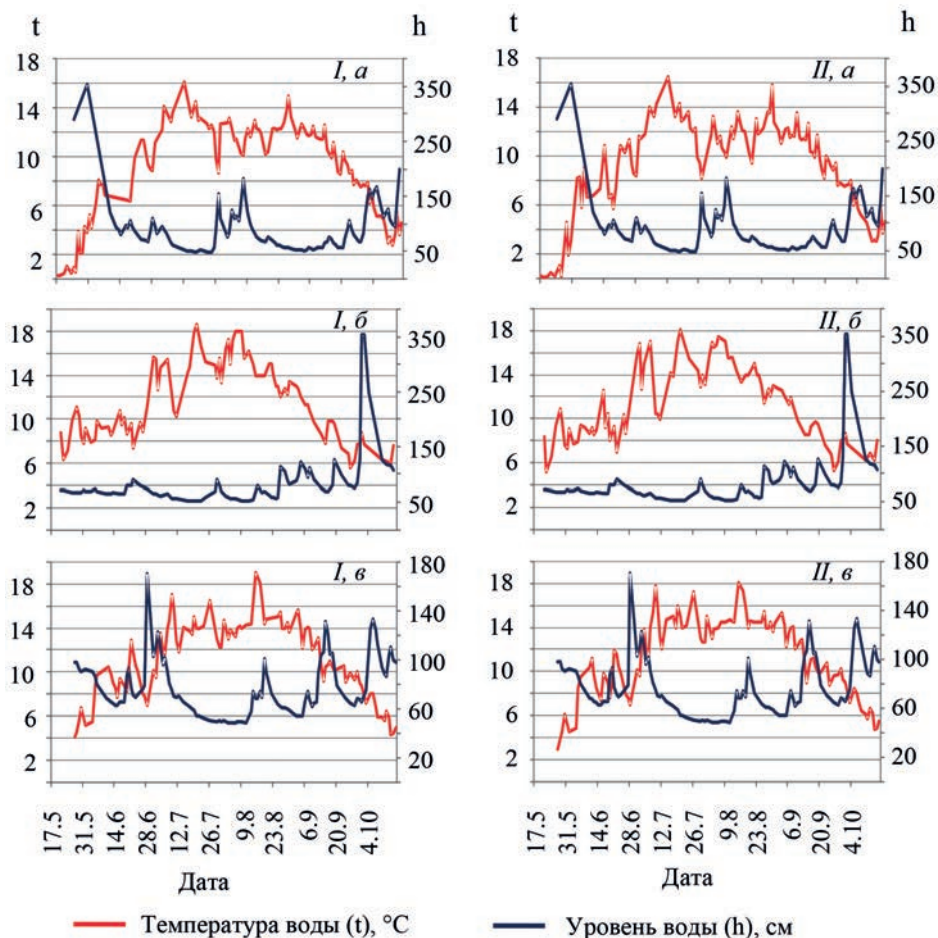 t h t h
18 I, а 350 18 II, а 350
14 250 14 250
10 150 10 150
6 50 6 50
2 2
18 I, б 350 18 II, б 350
14 250 14 250
10 150 10 150
6 50 6 50
2 2
18 I, в 180 18 II, в 180
14 140 14 140
10 100 10 100
6 60 6 60
2 20 2 20
17.5 31.5 14.6 28.6 12.7 26.7 9.8 23.8 6.9 20.9 4.10 17.5 31.5 14.6 28.6 12.7 26.7 9.8 23.8 6.9 20.9 4.10
Дата Дата
Температура воды (t), °С Уровень воды (h), см